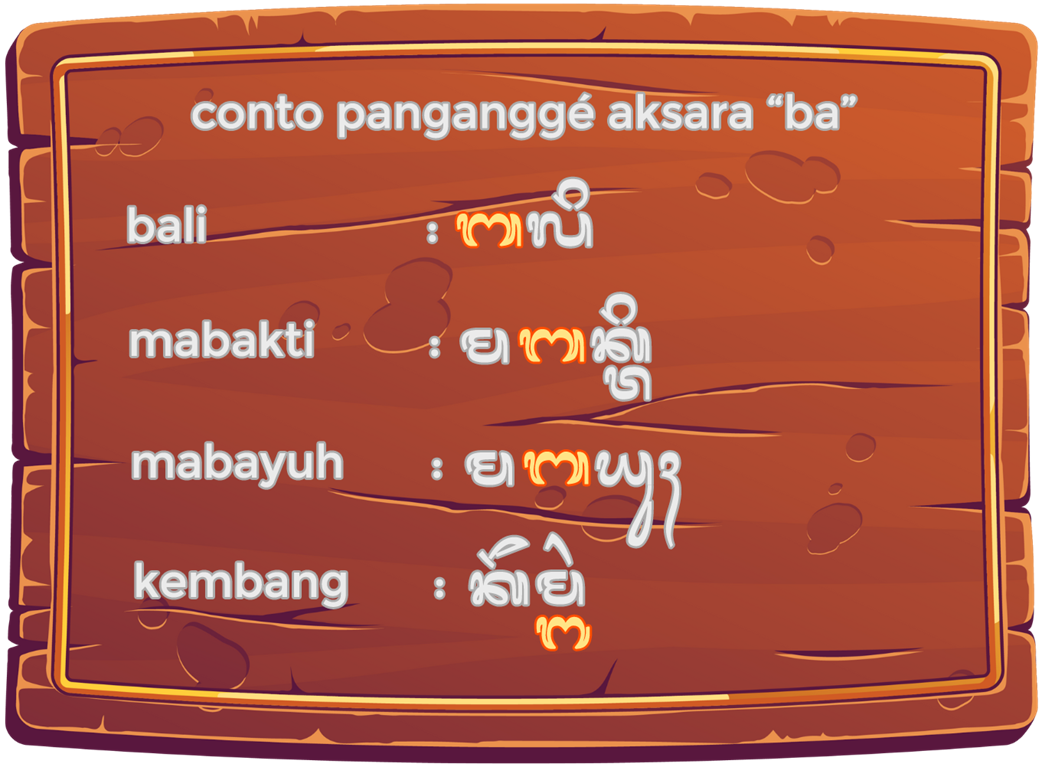 conto panganggé aksara “ba”
bali : ᬩᬮᬶ
mabakti : ᬫᬩᬓ᭄ᬢᬶ
mabayuh : ᬫᬩᬬᬸᬄ
kembang : ᬓᭂᬫ᭄ᬩᬂ